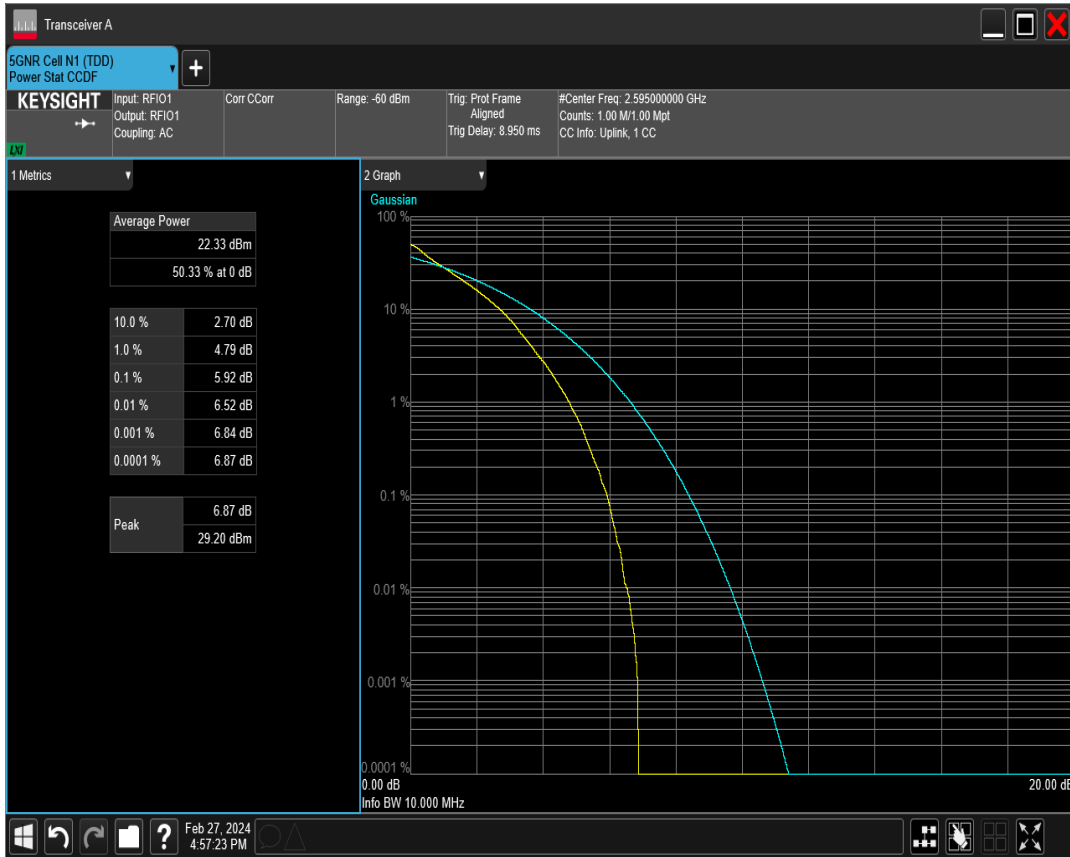 Transceiver A
5GNR Cell N1 (TDD)
Power Stat CCDF
KEYSIGHT
LXI
Input: RFIO1
Output: RFIO1
Coupling: AC
Corr CCorr
Range: -60 dBm
Trig: Prot Frame
Aligned
Trig Delay: 8.950 ms
#Center Freq: 2.595000000 GHz
Counts: 1.00 M/1.00 Mpt
CC Info: Uplink, 1 CC
1 Metrics
Average Power
22.33 dBm
50.33 % at 0 dB
10.0 % 2.70 dB
1.0 % 4.79 dB
0.1 % 5.92 dB
0.01 % 6.52 dB
0.001 % 6.84 dB
0.0001 % 6.87 dB
Peak
6.87 dB
29.20 dBm
2 Graph
Gaussian
100 %
10 %
1 %
0.1 %
0.01 %
0.001 %
0.0001 %
0.00 dB 20.00 dB
Info BW 10.000 MHz
Feb 27, 2024
4:57:23 PM